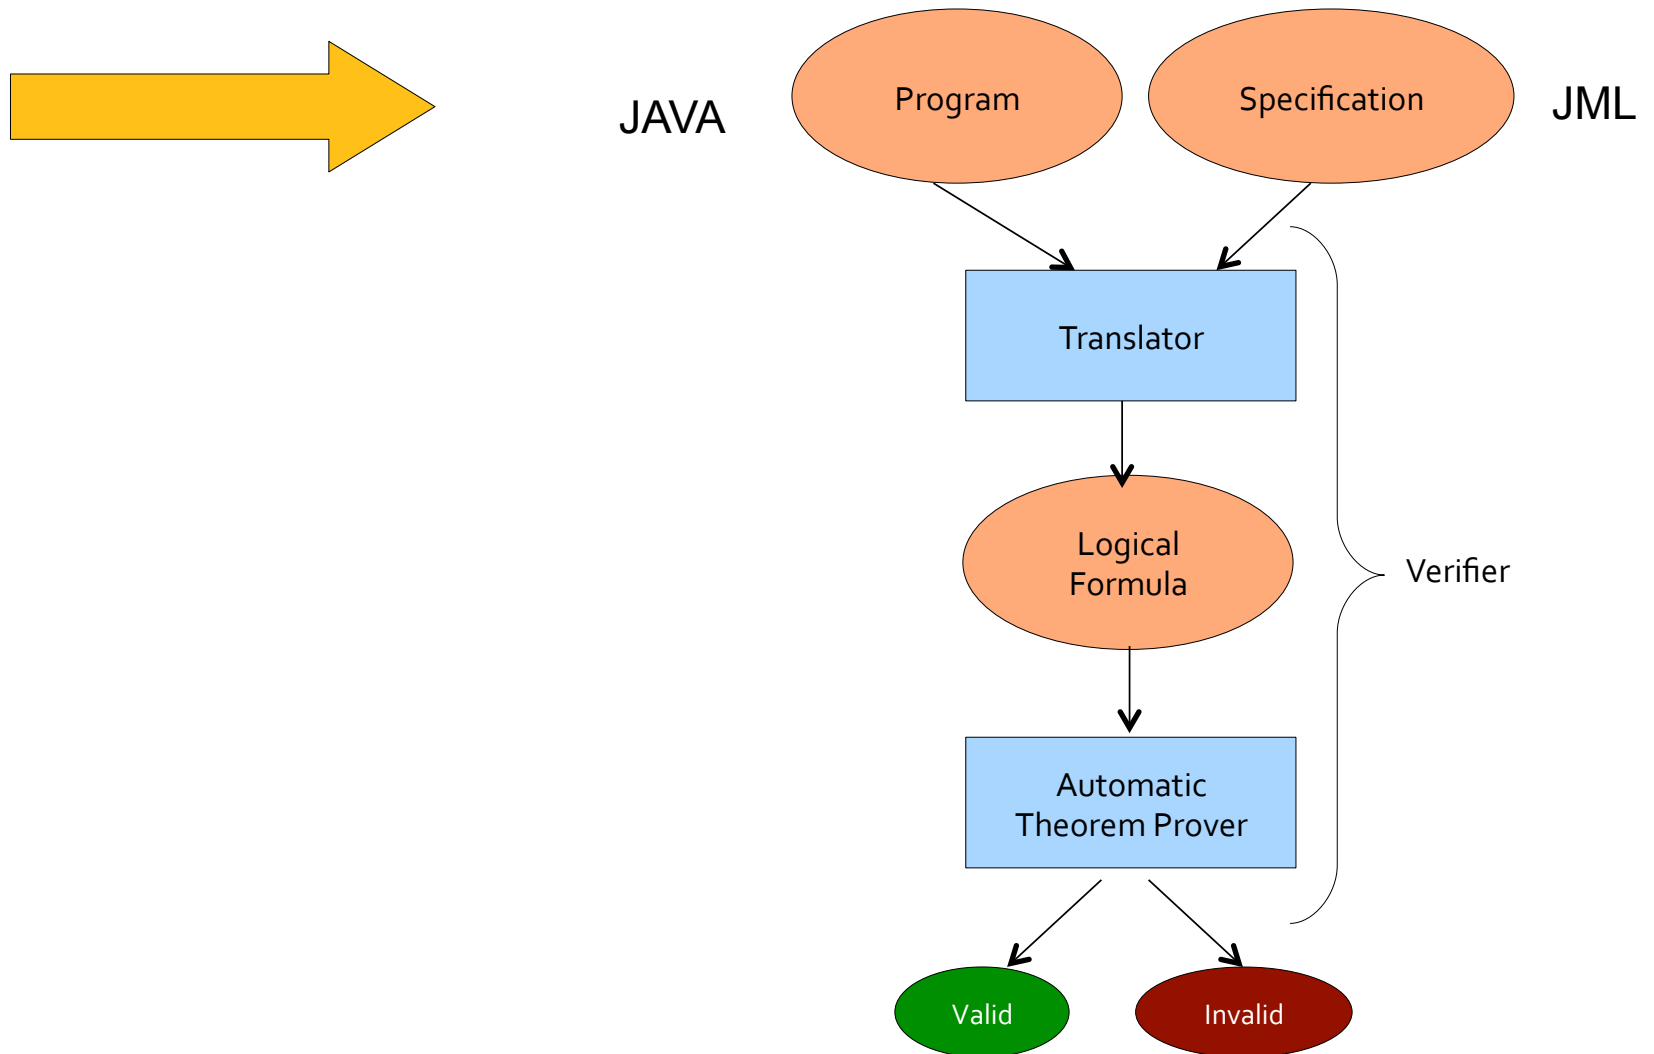 JAVA
Program
Specification
JML
Translator
Logical
Formula
Verifier
Automatic
Theorem Prover
Valid
Invalid